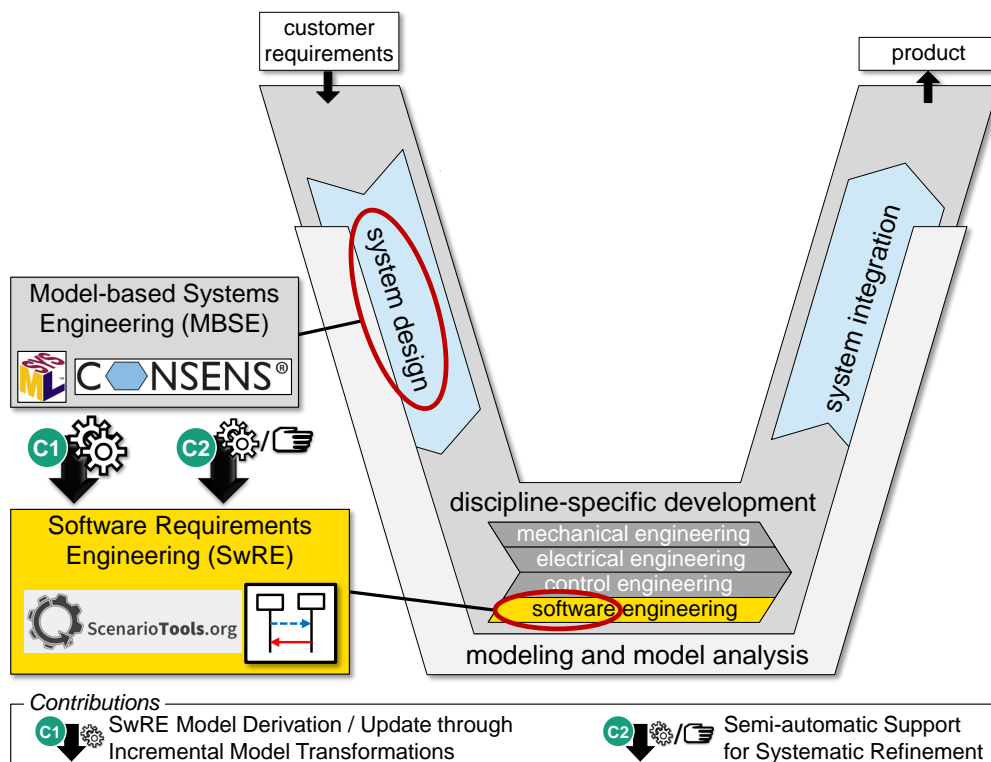 customer
requirements
product
system design
system integration
Model-based Systems
Engineering (MBSE)
SYS
ML™
CONSENS®
C1
C2
/
Software Requirements
Engineering (SwRE)
ScenarioTools.org
discipline-specific development
mechanical engineering
electrical engineering
control engineering
software engineering
modeling and model analysis
Contributions
C1
SwRE Model Derivation / Update through
Incremental Model Transformations
C2
/
Semi-automatic Support
for Systematic Refinement